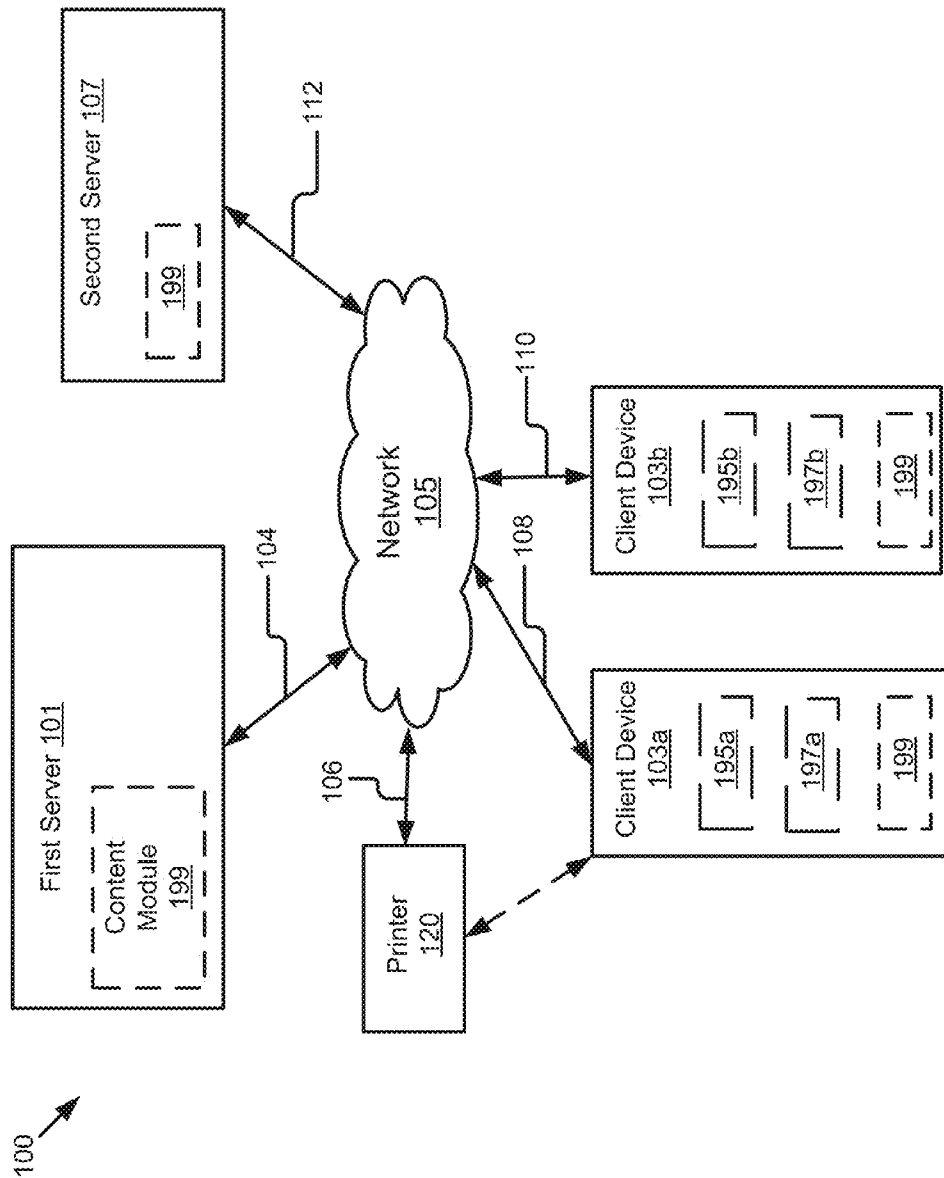 100
First Server 101
Content
Module
199
104
Second Server 107
199
112
Network
105
106
Printer
120
108
110
Client Device
103a
195a
197a
199
Client Device
103b
195b
197b
199